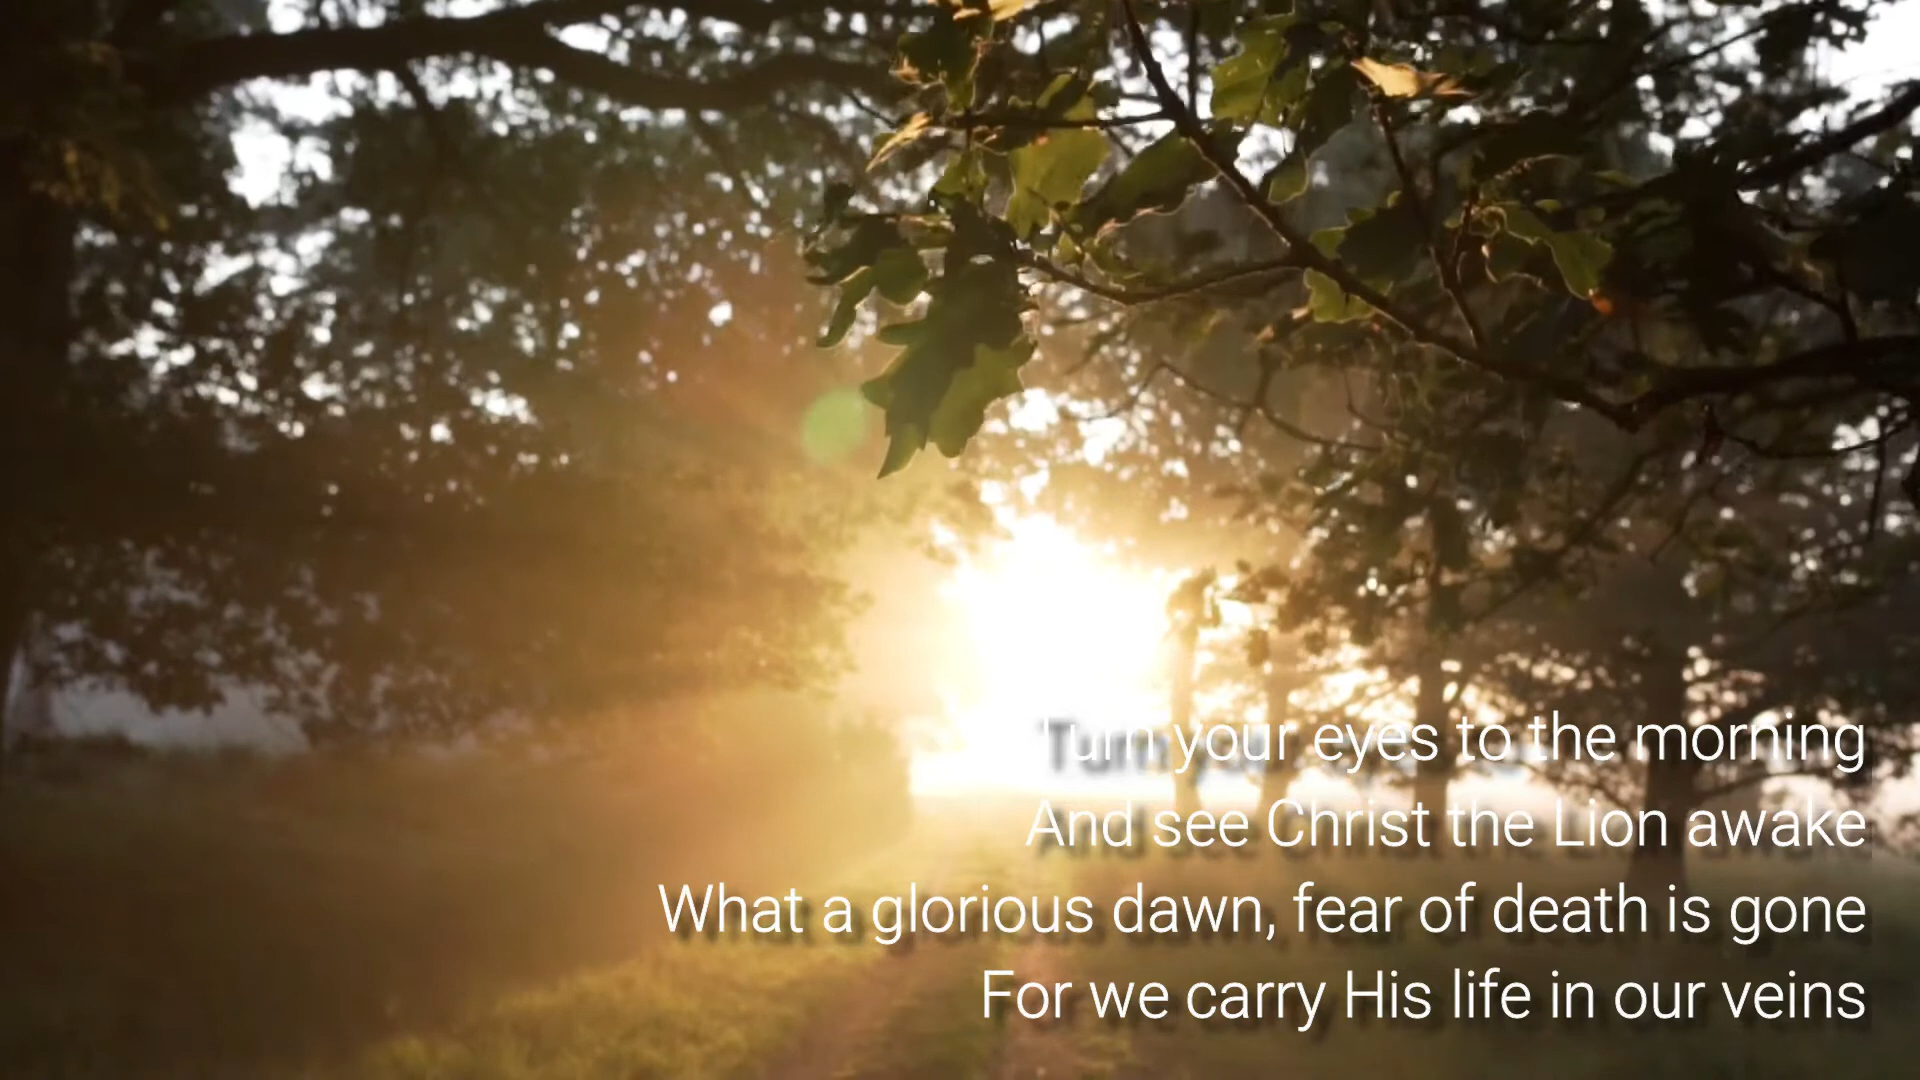 Turn your eyes to the morning
And see Christ the Lion awake
What a glorious dawn, fear of death is gone
For we carry His life in our veins